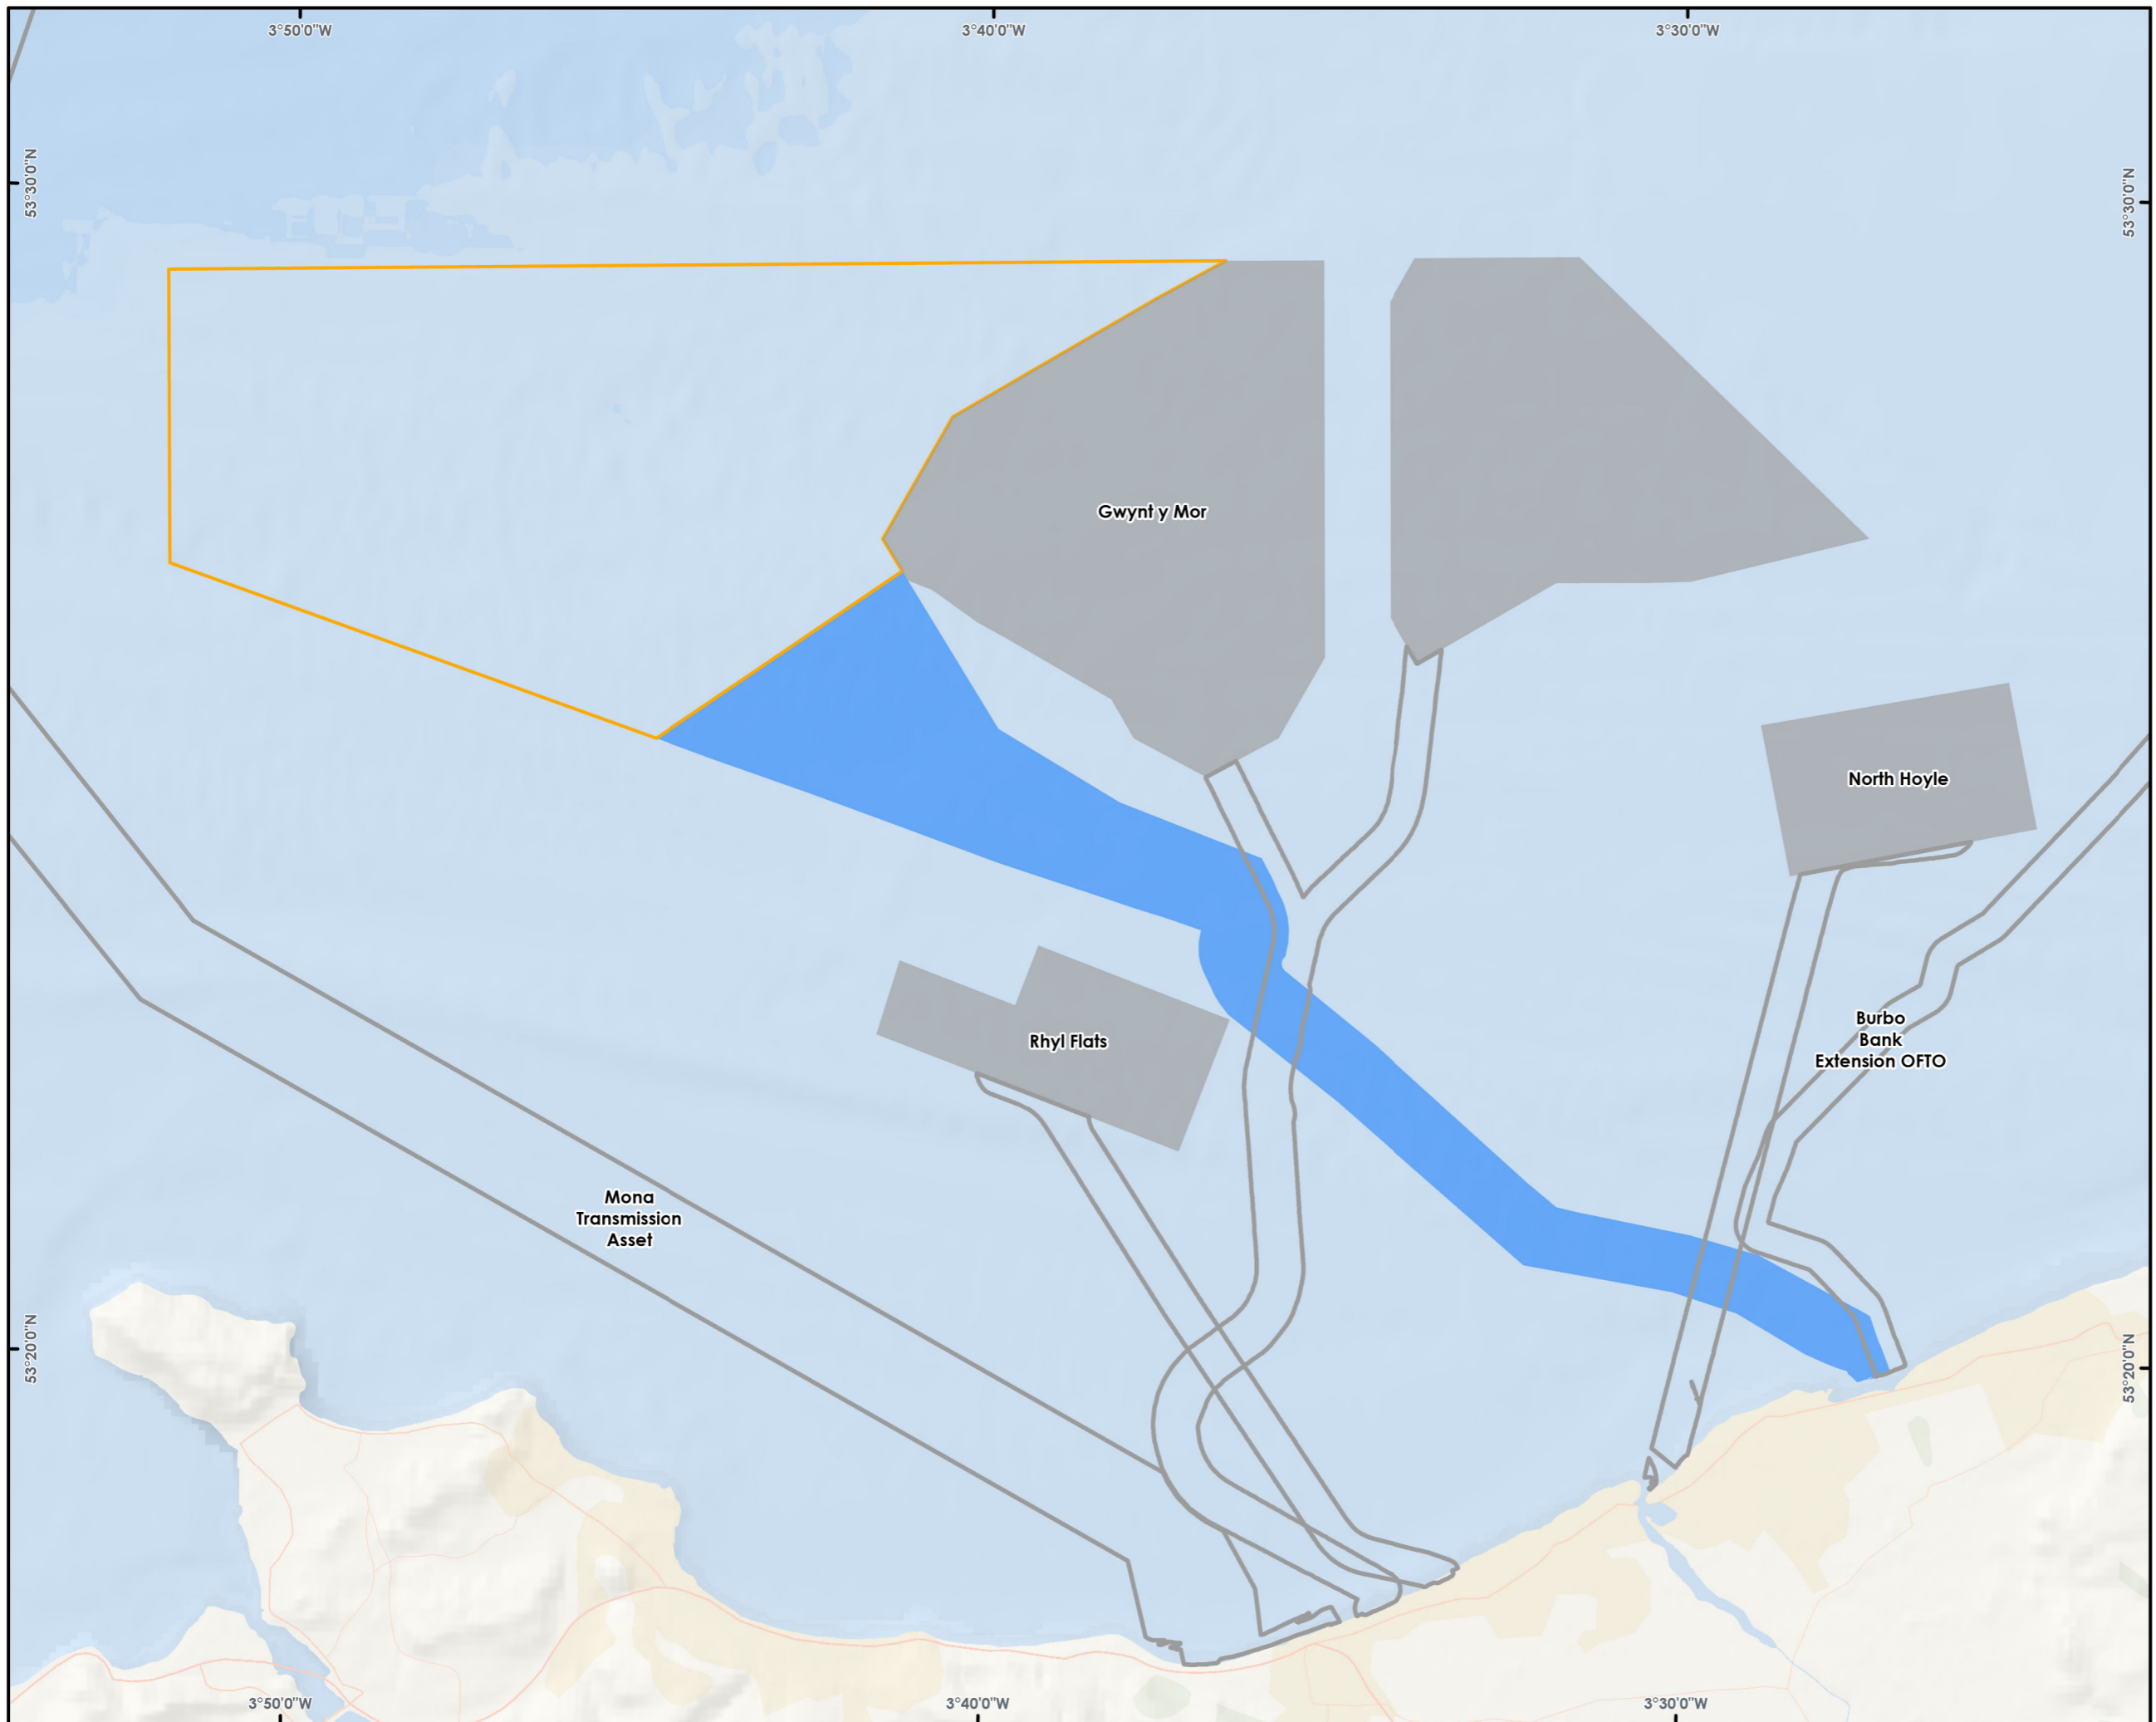 3°50'0"W
3°40'0"W
3°30'0"W
53°30'0"N
53°30'0"N
Gwynt y Mor
North Hoyle
Burbo
Bank
Extension OFTO
Rhyl Flats
Mona
Transmission
Asset
53°20'0"N
53°20'0"N
3°50'0"W
3°40'0"W
3°30'0"W